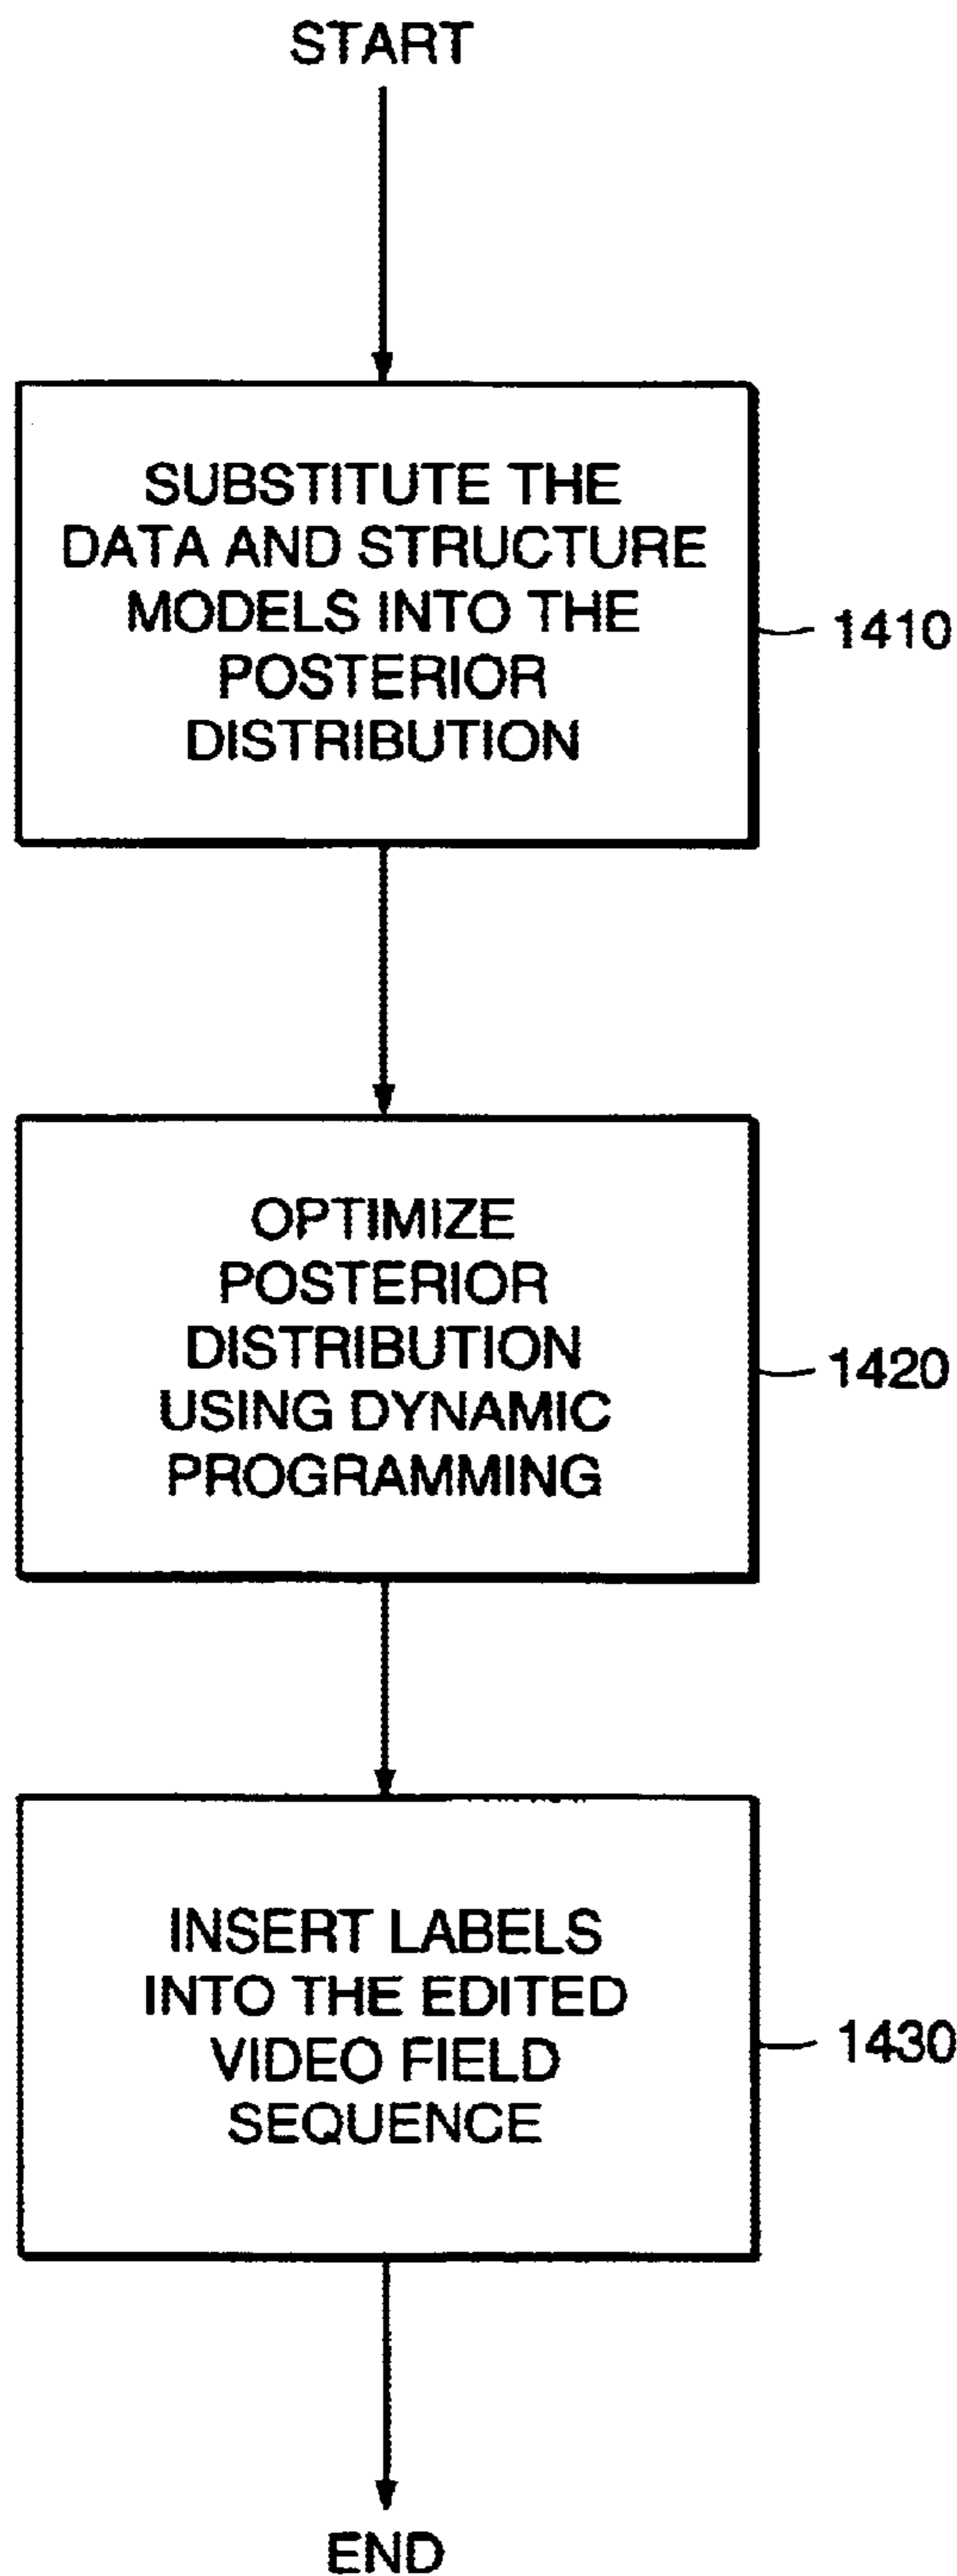 START
SUBSTITUTE THE
DATA AND STRUCTURE
MODELS INTO THE
POSTERIOR
DISTRIBUTION
1410
OPTIMIZE
POSTERIOR
DISTRIBUTION
USING DYNAMIC
PROGRAMMING
1420
INSERT LABELS
INTO THE EDITED
VIDEO FIELD
SEQUENCE
1430
END